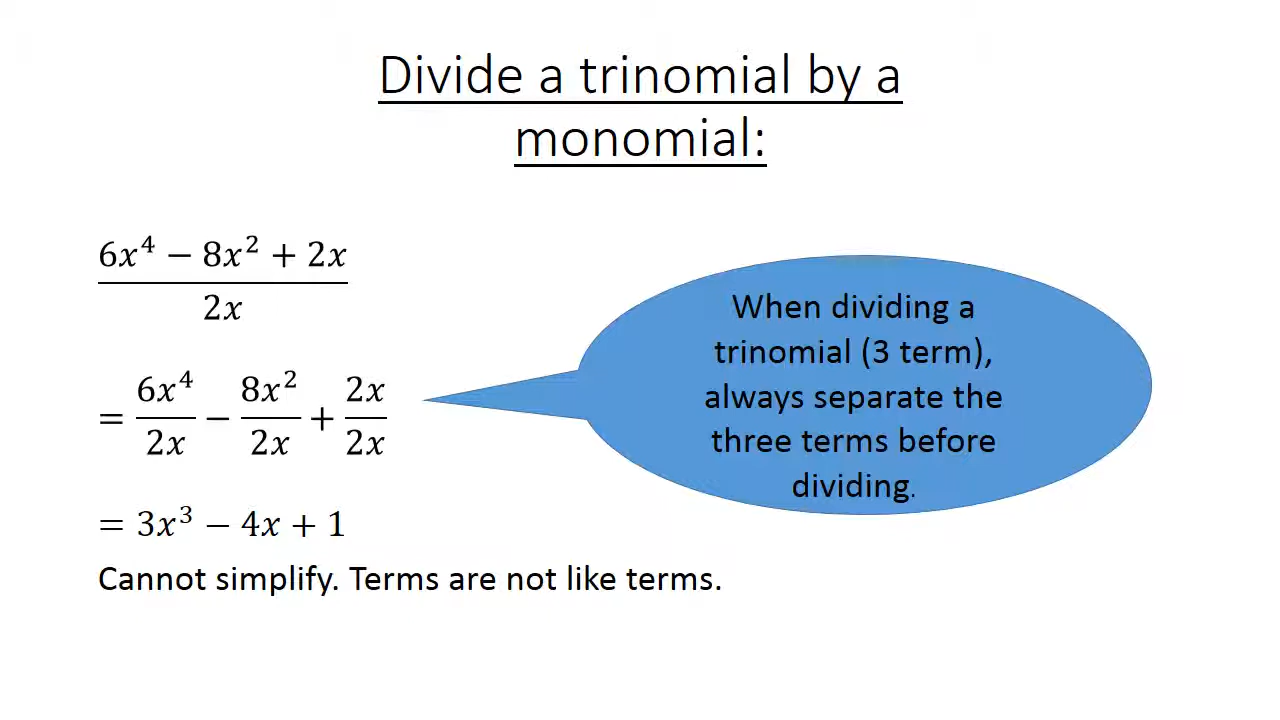 Divide a trinomial by a
monomial:
6x⁴ − 8x² + 2x
2x
= 6x⁴/2x − 8x²/2x + 2x/2x
= 3x³ − 4x + 1
Cannot simplify. Terms are not like terms.
When dividing a
trinomial (3 term),
always separate the
three terms before
dividing.